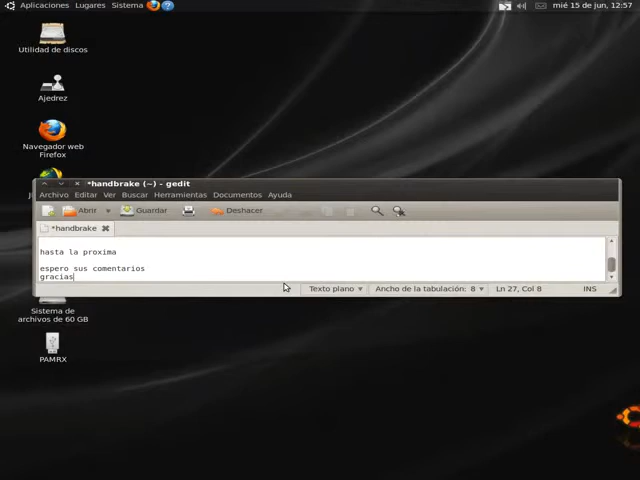 Aplicaciones Lugares Sistema
mié 15 de jun, 12:57
Utilidad de discos
Ajedrez
Navegador web
Firefox
*handbrake (~) - gedit
Archivo Editar Ver Buscar Herramientas Documentos Ayuda
Abrir Guardar Deshacer
*handbrake
hasta la proxima
espero sus comentarios
gracias
Texto plano Ancho de la tabulación: 8 Ln 27, Col 8 INS
Sistema de
archivos de 60 GB
PAMRX